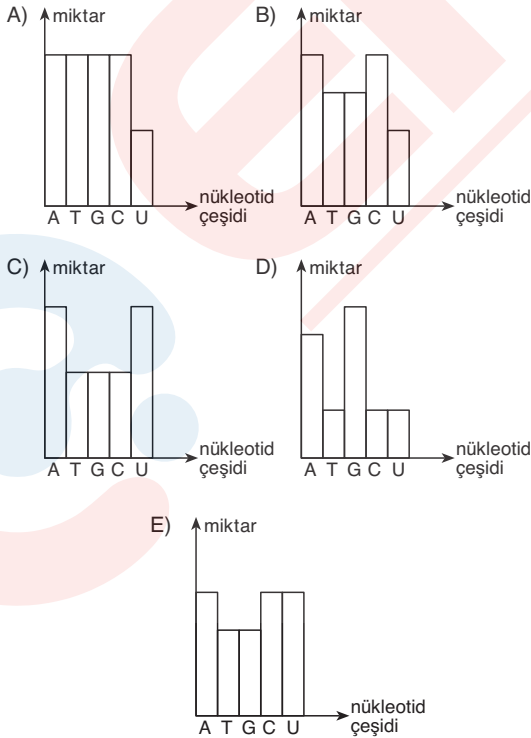 A) miktar
nükleotid
çeşidi
A T G C U
B) miktar
nükleotid
çeşidi
A T G C U
C) miktar
nükleotid
çeşidi
A T G C U
D) miktar
nükleotid
çeşidi
A T G C U
E) miktar
nükleotid
çeşidi
A T G C U